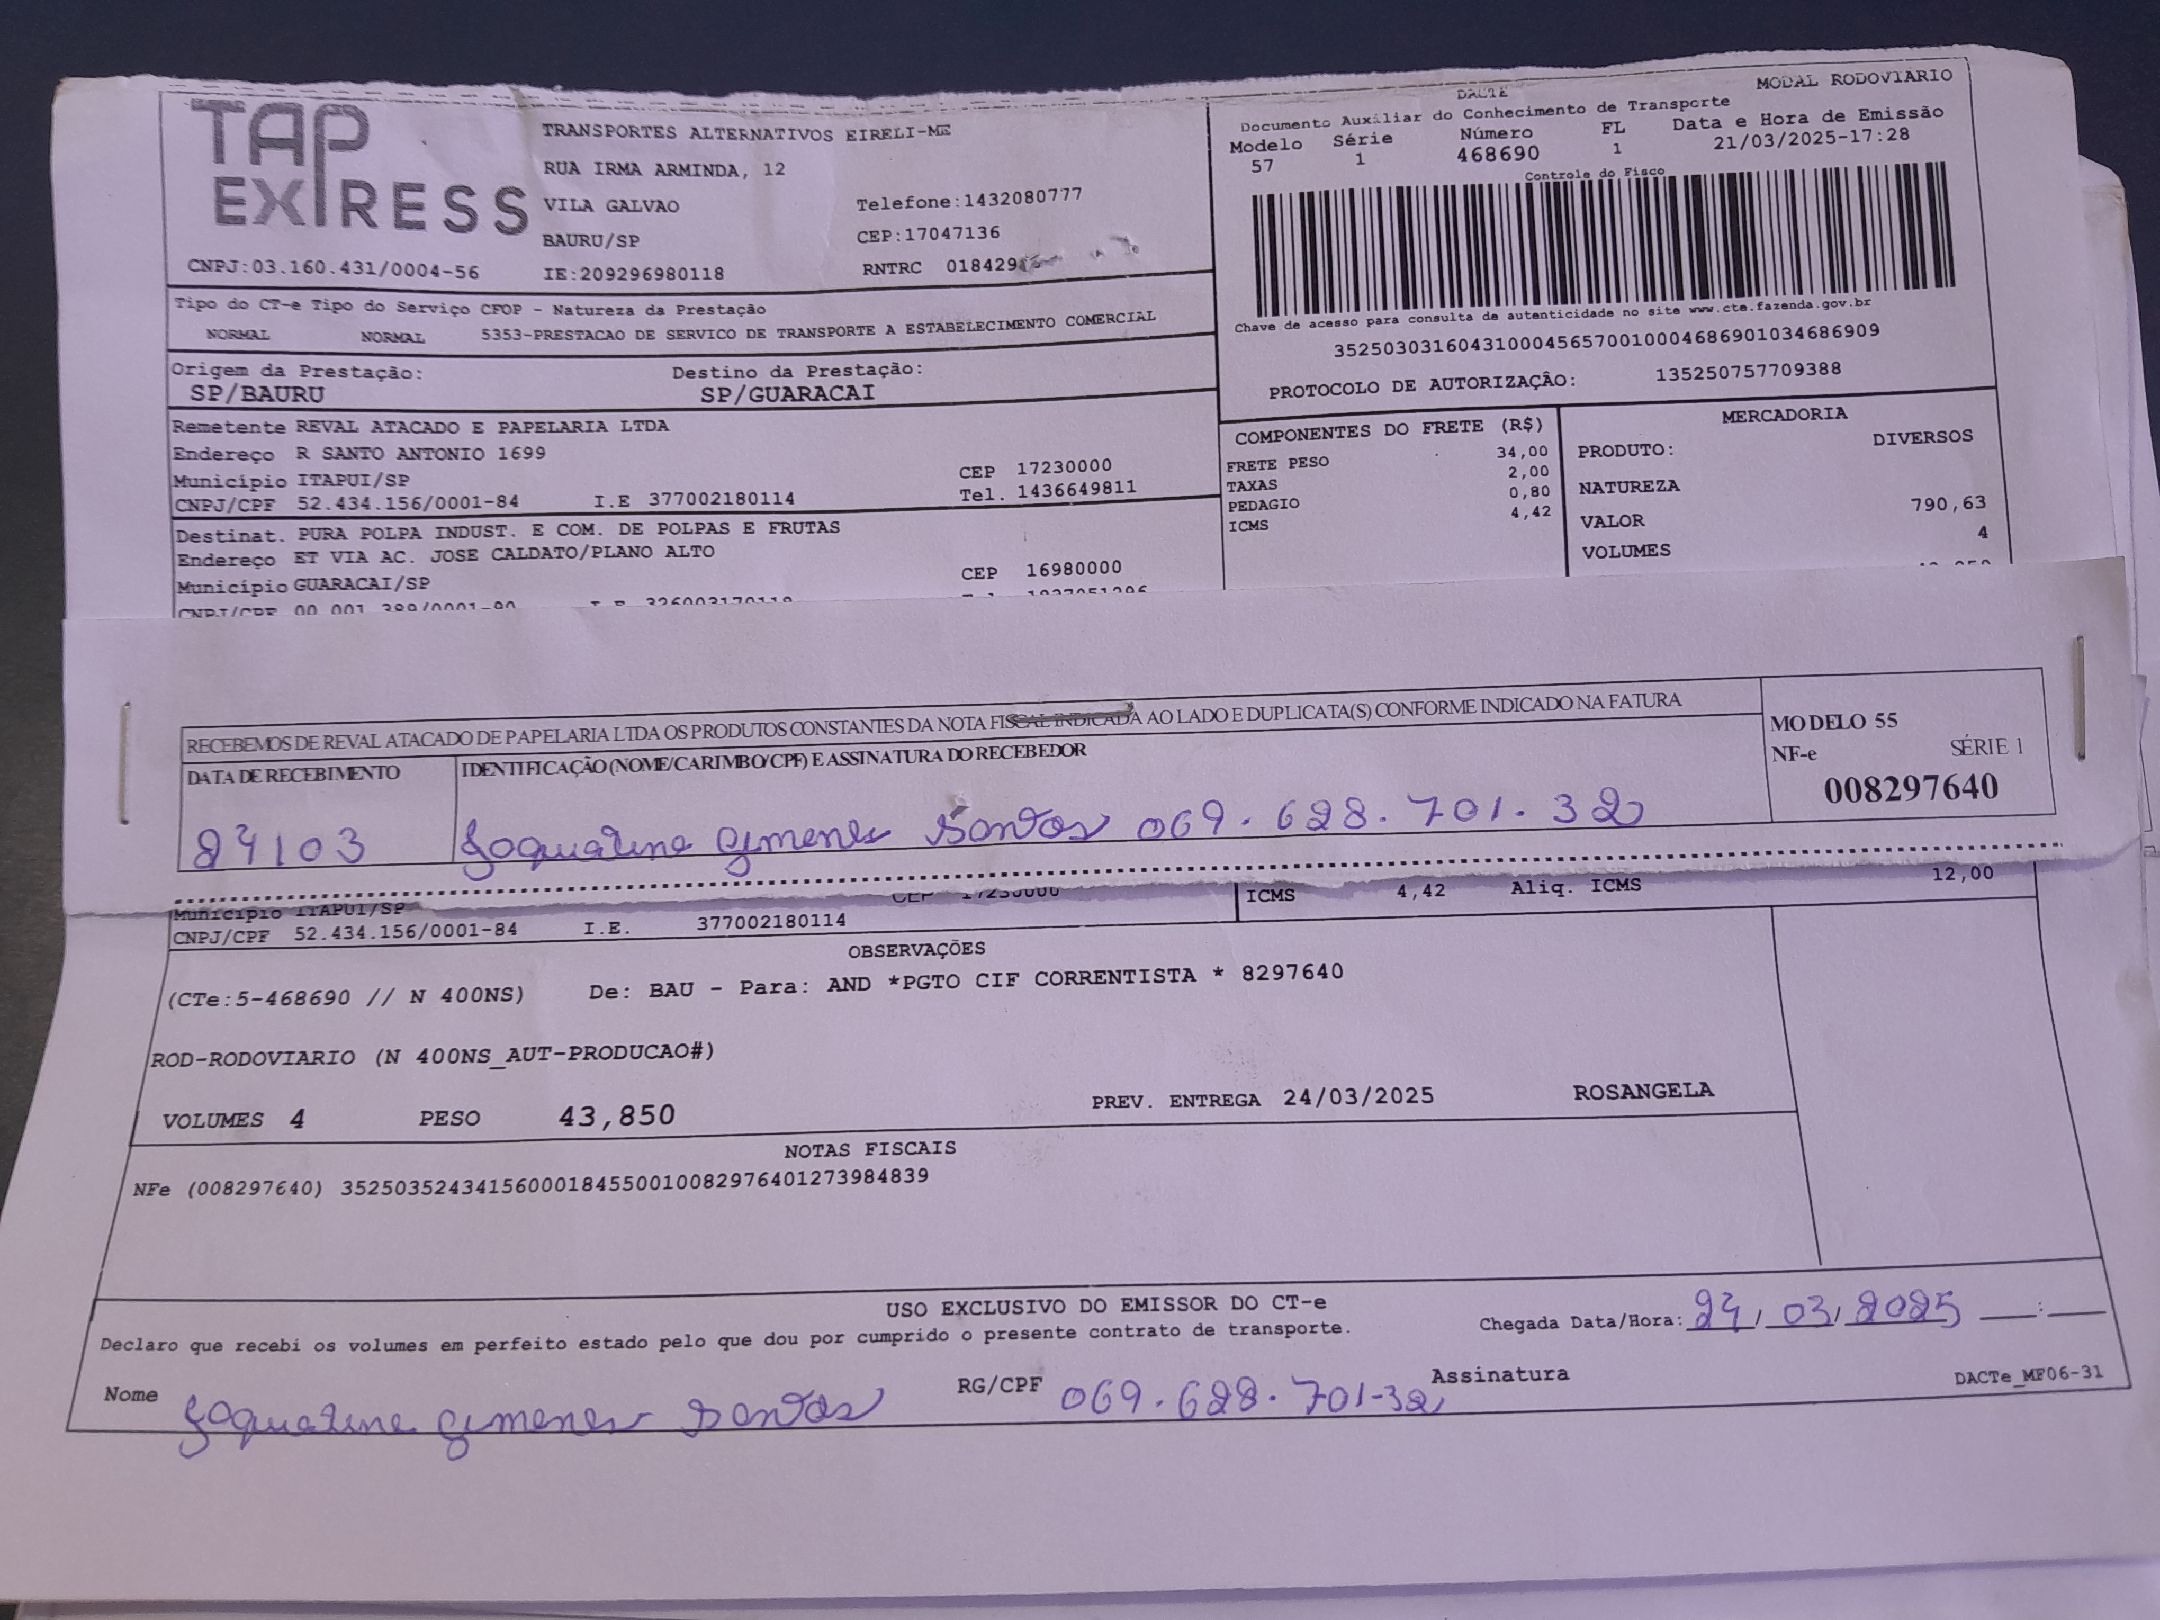 TAP
EXPRESS
TRANSPORTES ALTERNATIVOS EIRELI-ME
RUA IRMA ARMINDA, 12
VILA GALVAO Telefone:1432080777
BAURU/SP CEP:17047136
CNPJ:03.160.431/0004-56 IE:209296980118 RNTRC 018429
MODAL RODOVIARIO
DACTE
Documento Auxiliar do Conhecimento de Transporte
Modelo Série Número FL Data e Hora de Emissão
57 1 468690 1 21/03/2025-17:28
Controle do Fisco
Chave de acesso para consulta de autenticidade no site www.cte.fazenda.gov.br
35250303160431000456570010004686901034686909
PROTOCOLO DE AUTORIZAÇÃO: 135250757709388
Tipo do CT-e Tipo do Serviço CFOP - Natureza da Prestação
NORMAL NORMAL 5353-PRESTACAO DE SERVICO DE TRANSPORTE A ESTABELECIMENTO COMERCIAL
Origem da Prestação: Destino da Prestação:
SP/BAURU SP/GUARACAI
Remetente REVAL ATACADO E PAPELARIA LTDA
Endereço R SANTO ANTONIO 1699
Município ITAPUI/SP CEP 17230000
CNPJ/CPF 52.434.156/0001-84 I.E 377002180114 Tel. 1436649811
Destinat. PURA POLPA INDUST. E COM. DE POLPAS E FRUTAS
Endereço ET VIA AC. JOSE CALDATO/PLANO ALTO
Município GUARACAI/SP CEP 16980000
COMPONENTES DO FRETE (R$)
FRETE PESO 34,00
TAXAS 2,00
PEDAGIO 0,80
ICMS 4,42
MERCADORIA
PRODUTO: DIVERSOS
NATUREZA
VALOR 790,63
VOLUMES 4
RECEBEMOS DE REVAL ATACADO DE PAPELARIA LTDA OS PRODUTOS CONSTANTES DA NOTA FISCAL INDICADA AO LADO E DUPLICATA(S) CONFORME INDICADO NA FATURA
DATA DE RECEBIMENTO IDENTIFICAÇÃO (NOME/CARIMBO/CPF) E ASSINATURA DO RECEBEDOR
24/03 Joqualine Gimenes Santos 069.628.701.32
MODELO 55
NF-e SÉRIE 1
008297640
Município ITAPUI/SP CEP 17230000 ICMS 4,42 Aliq. ICMS 12,00
CNPJ/CPF 52.434.156/0001-84 I.E. 377002180114
OBSERVAÇÕES
(CTe:5-468690 // N 400NS) De: BAU - Para: AND *PGTO CIF CORRENTISTA * 8297640
ROD-RODOVIARIO (N 400NS_AUT-PRODUCAO#)
VOLUMES 4 PESO 43,850 PREV. ENTREGA 24/03/2025 ROSANGELA
NOTAS FISCAIS
NFe (008297640) 35250352434156000184550010082976401273984839
USO EXCLUSIVO DO EMISSOR DO CT-e
Declaro que recebi os volumes em perfeito estado pelo que dou por cumprido o presente contrato de transporte.
Chegada Data/Hora: 24/03/2025 __:__
Nome Joqualine Gimenes Santos RG/CPF 069.628.701-32 Assinatura
DACTe_MF06-31